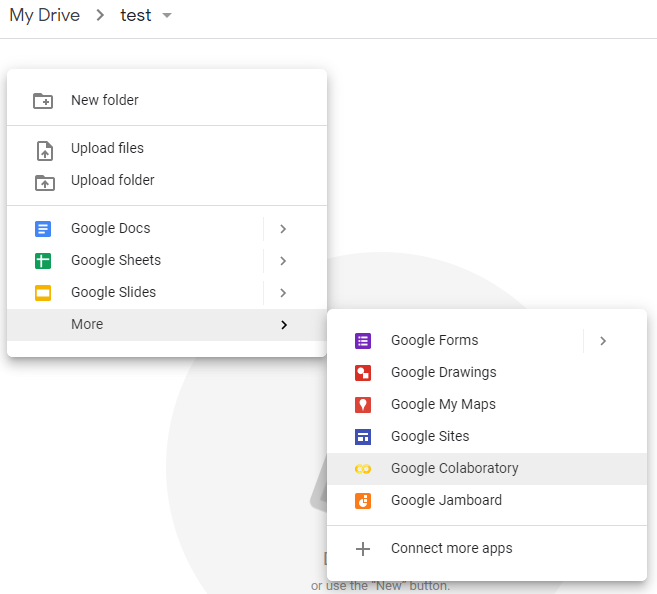 My Drive > test
New folder
Upload files
Upload folder
Google Docs
Google Sheets
Google Slides
More
Google Forms
Google Drawings
Google My Maps
Google Sites
Google Colaboratory
Google Jamboard
Connect more apps
or use the "New" button.